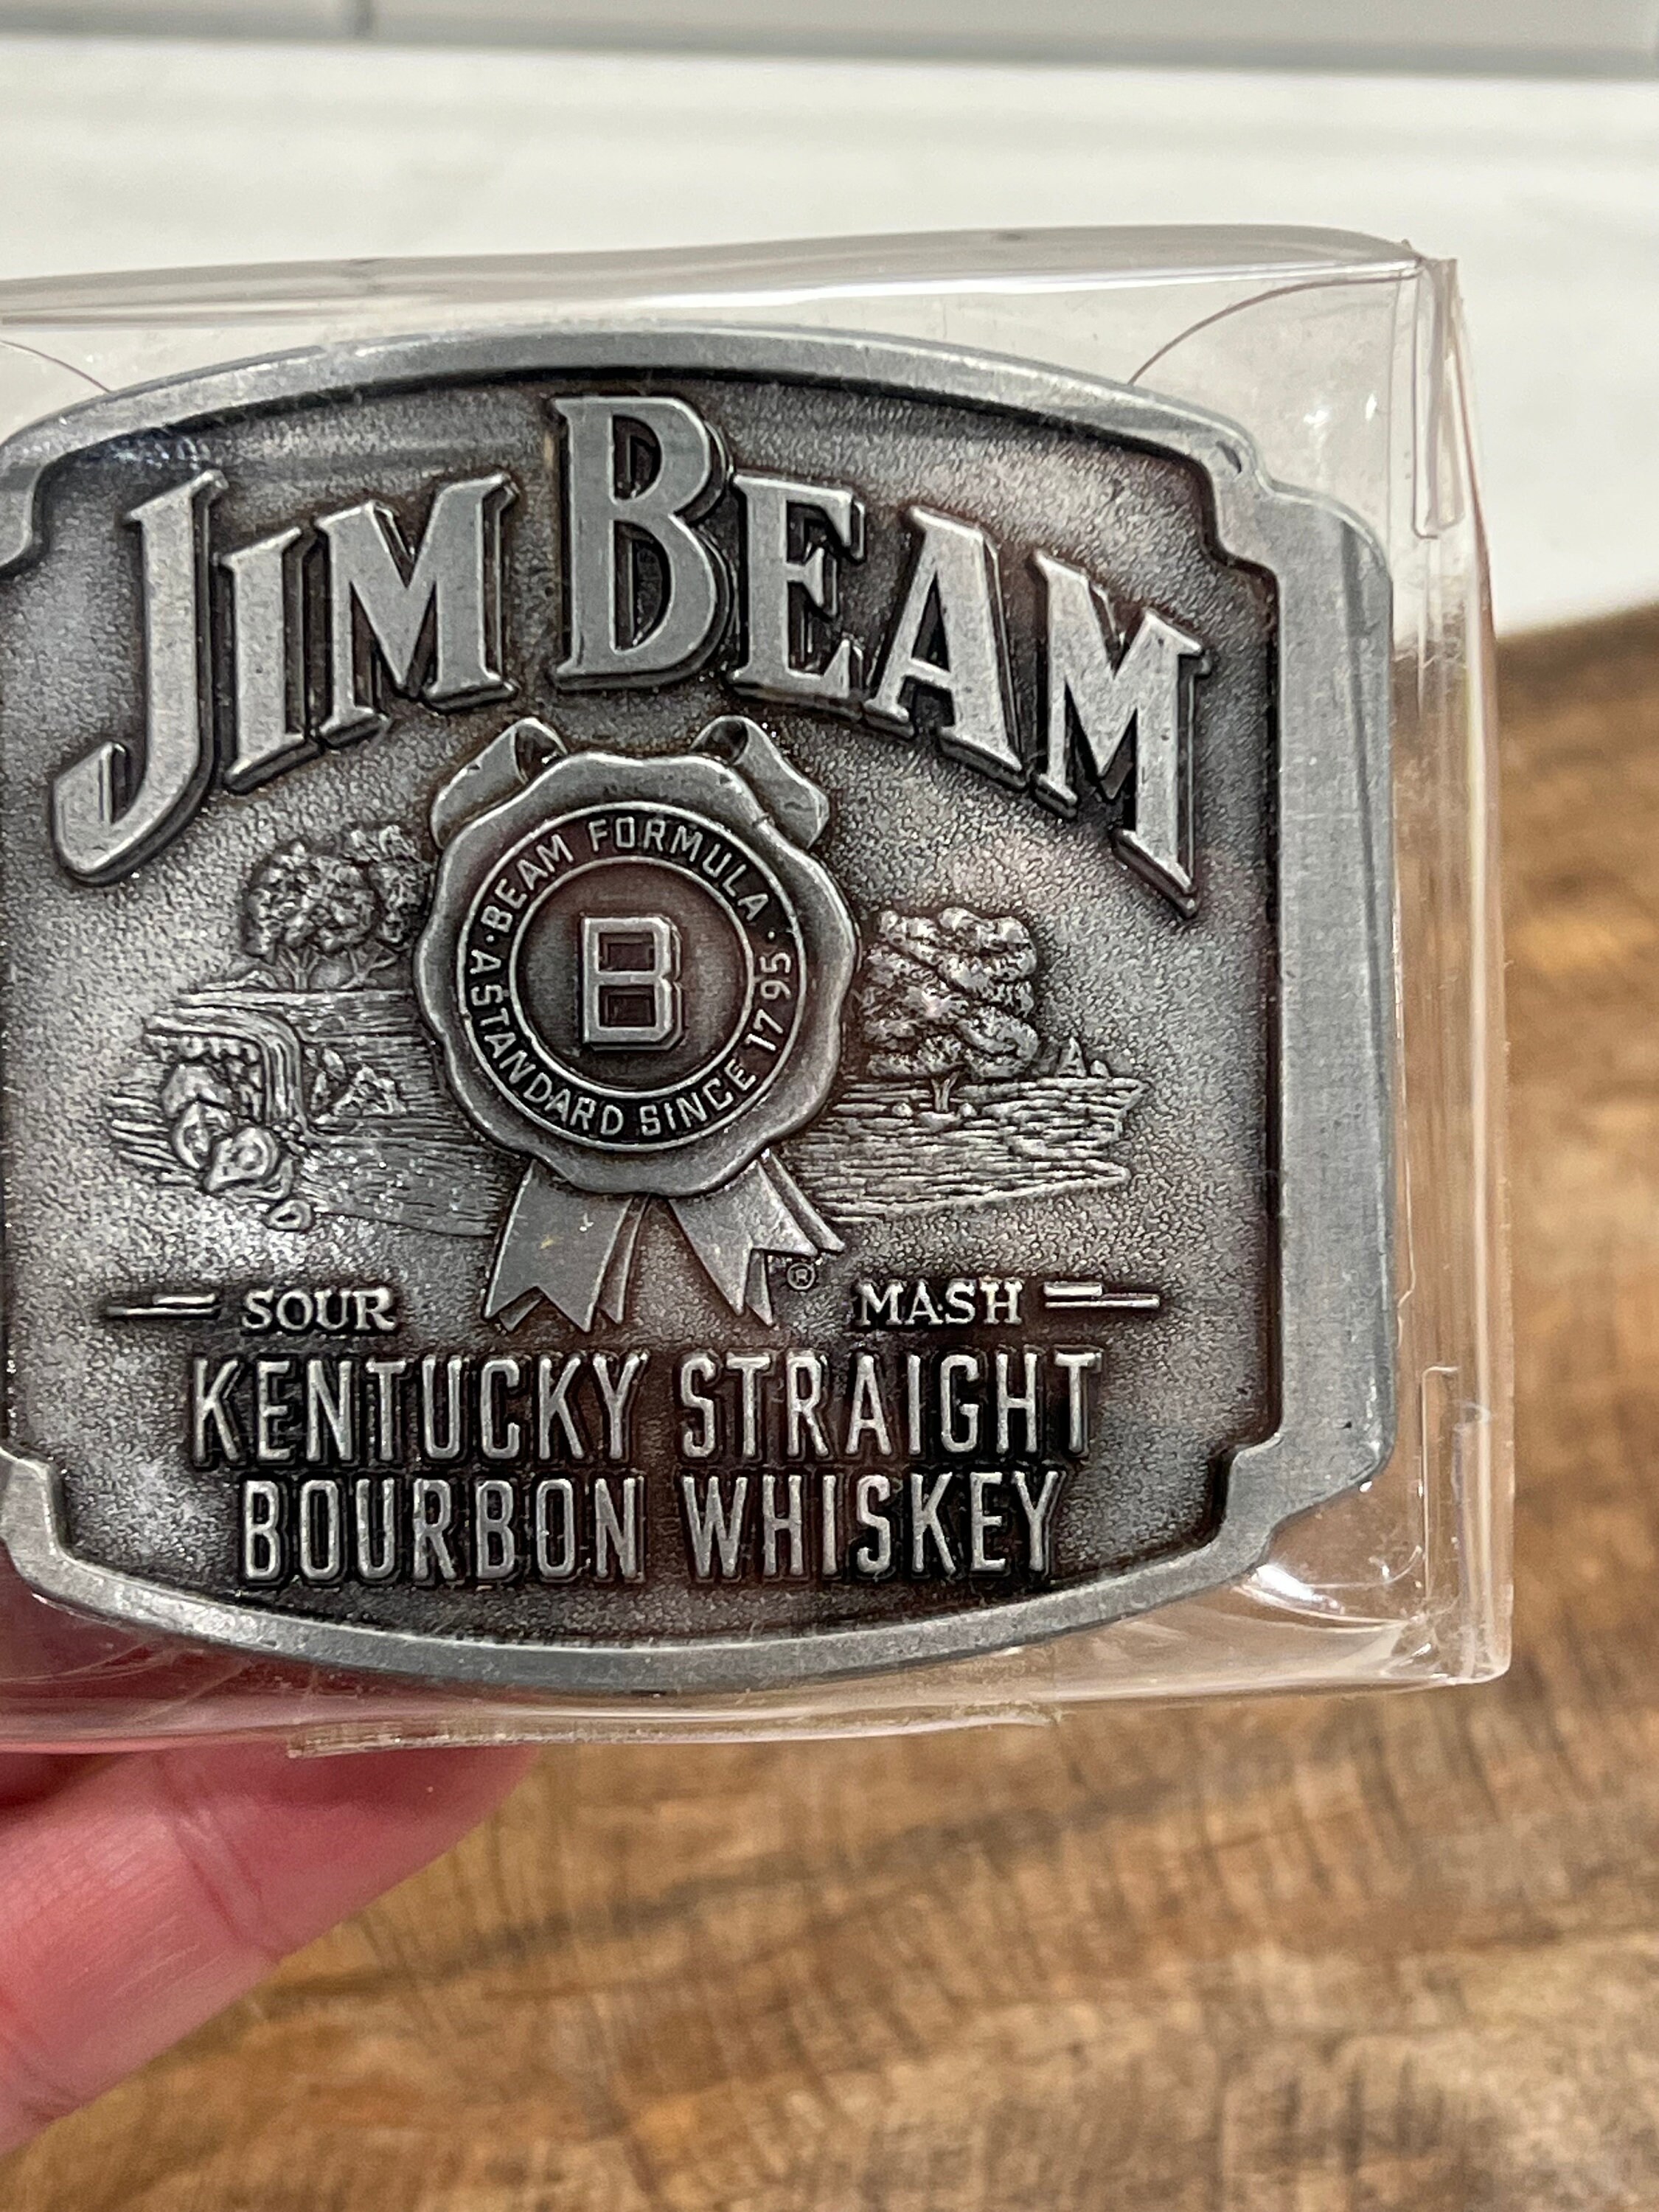 JIM BEAM
· BEAM FORMULA ·
A STANDARD SINCE 1795
B
®
SOUR MASH
KENTUCKY STRAIGHT
BOURBON WHISKEY